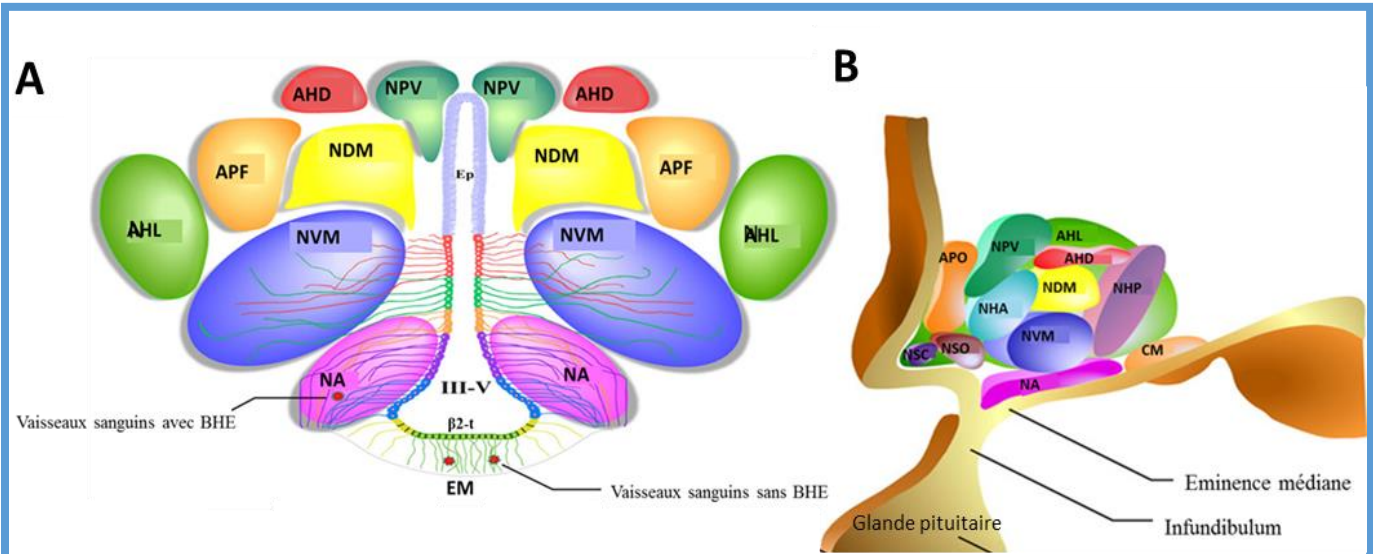 A
AHD
NPV
NPV
AHD
APF
NDM
Ep
NDM
APF
AHL
NVM
NVM
AHL
NA
III-V
NA
Vaisseaux sanguins avec BHE
β2-t
EM
Vaisseaux sanguins sans BHE
B
NPV
AHL
APO
AHD
NDM
NHP
NHA
NVM
NSC
NSO
CM
NA
Eminence médiane
Infundibulum
Glande pituitaire